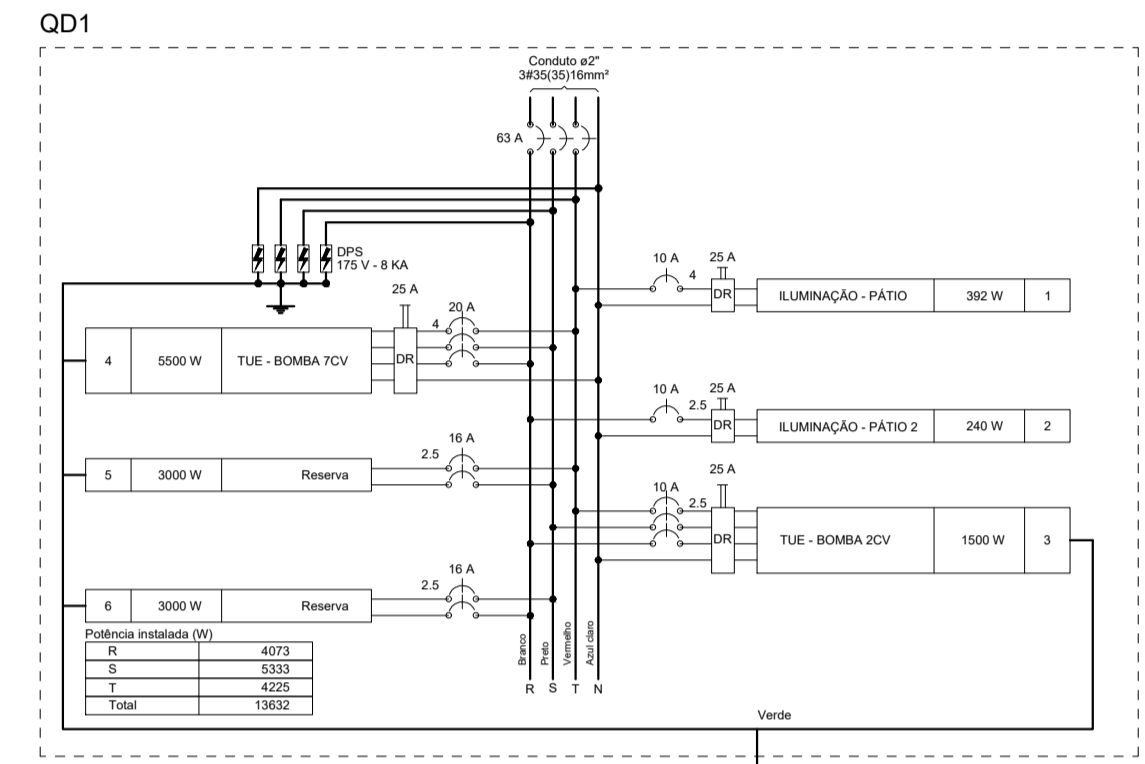 QD1
Conduto ø2"
3#35(35)16mm²
63 A
DPS
175 V - 8 KA
10 A
4
25 A
DR
ILUMINAÇÃO - PÁTIO 392 W 1
25 A
20 A
4
DR
4 5500 W TUE - BOMBA 7CV
10 A
2.5
25 A
DR
ILUMINAÇÃO - PÁTIO 2 240 W 2
16 A
2.5
5 3000 W Reserva
25 A
10 A
2.5
DR
TUE - BOMBA 2CV 1500 W 3
16 A
2.5
6 3000 W Reserva
Potência instalada (W)
R 4073
S 5333
T 4225
Total 13632
Branco
Preto
Vermelho
Azul claro
R S T N
Verde